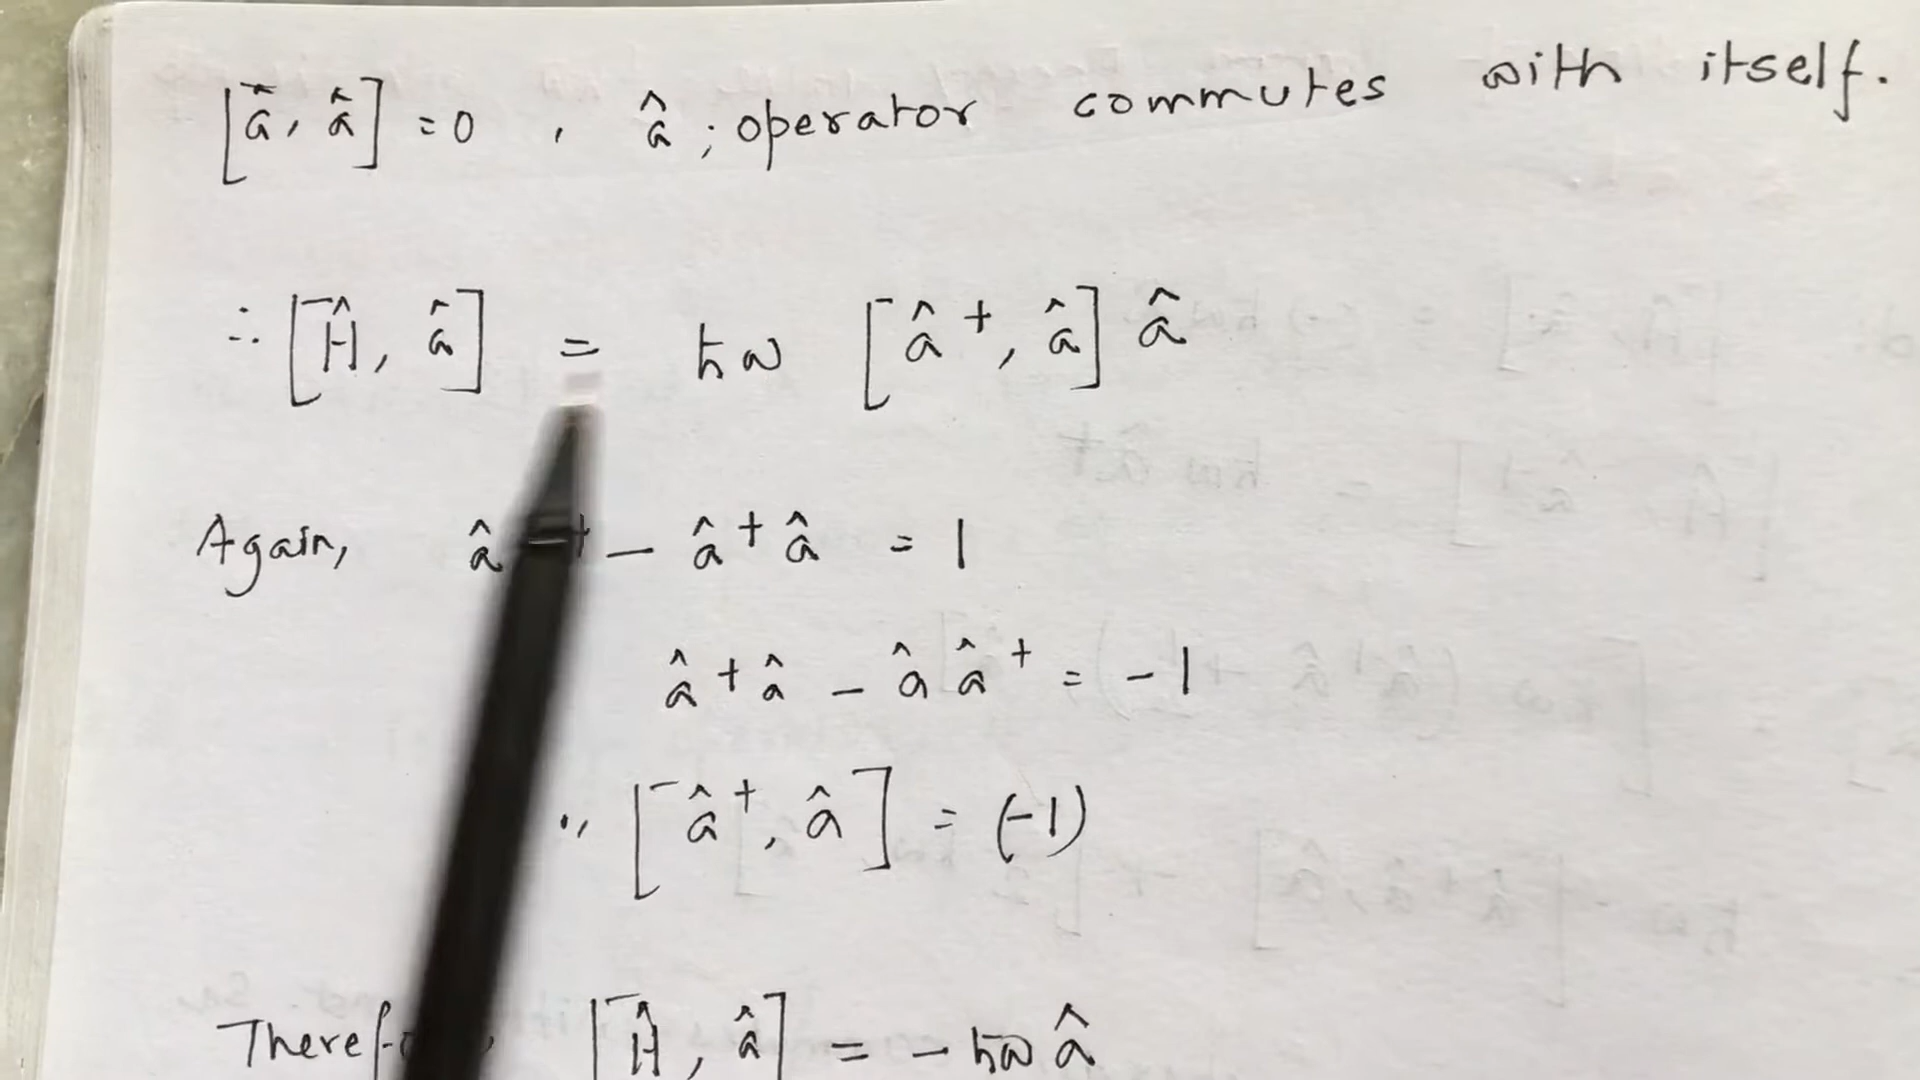 [â, â] = 0 , â ; operator commutes with itself.
∴ [Ĥ, â] = ħω [â⁺, â] â
Again, â – â⁺ â = 1
â⁺ â – â â⁺ = -1
∴ [â⁺, â] = (-1)
[Ĥ, â] = - ħω â